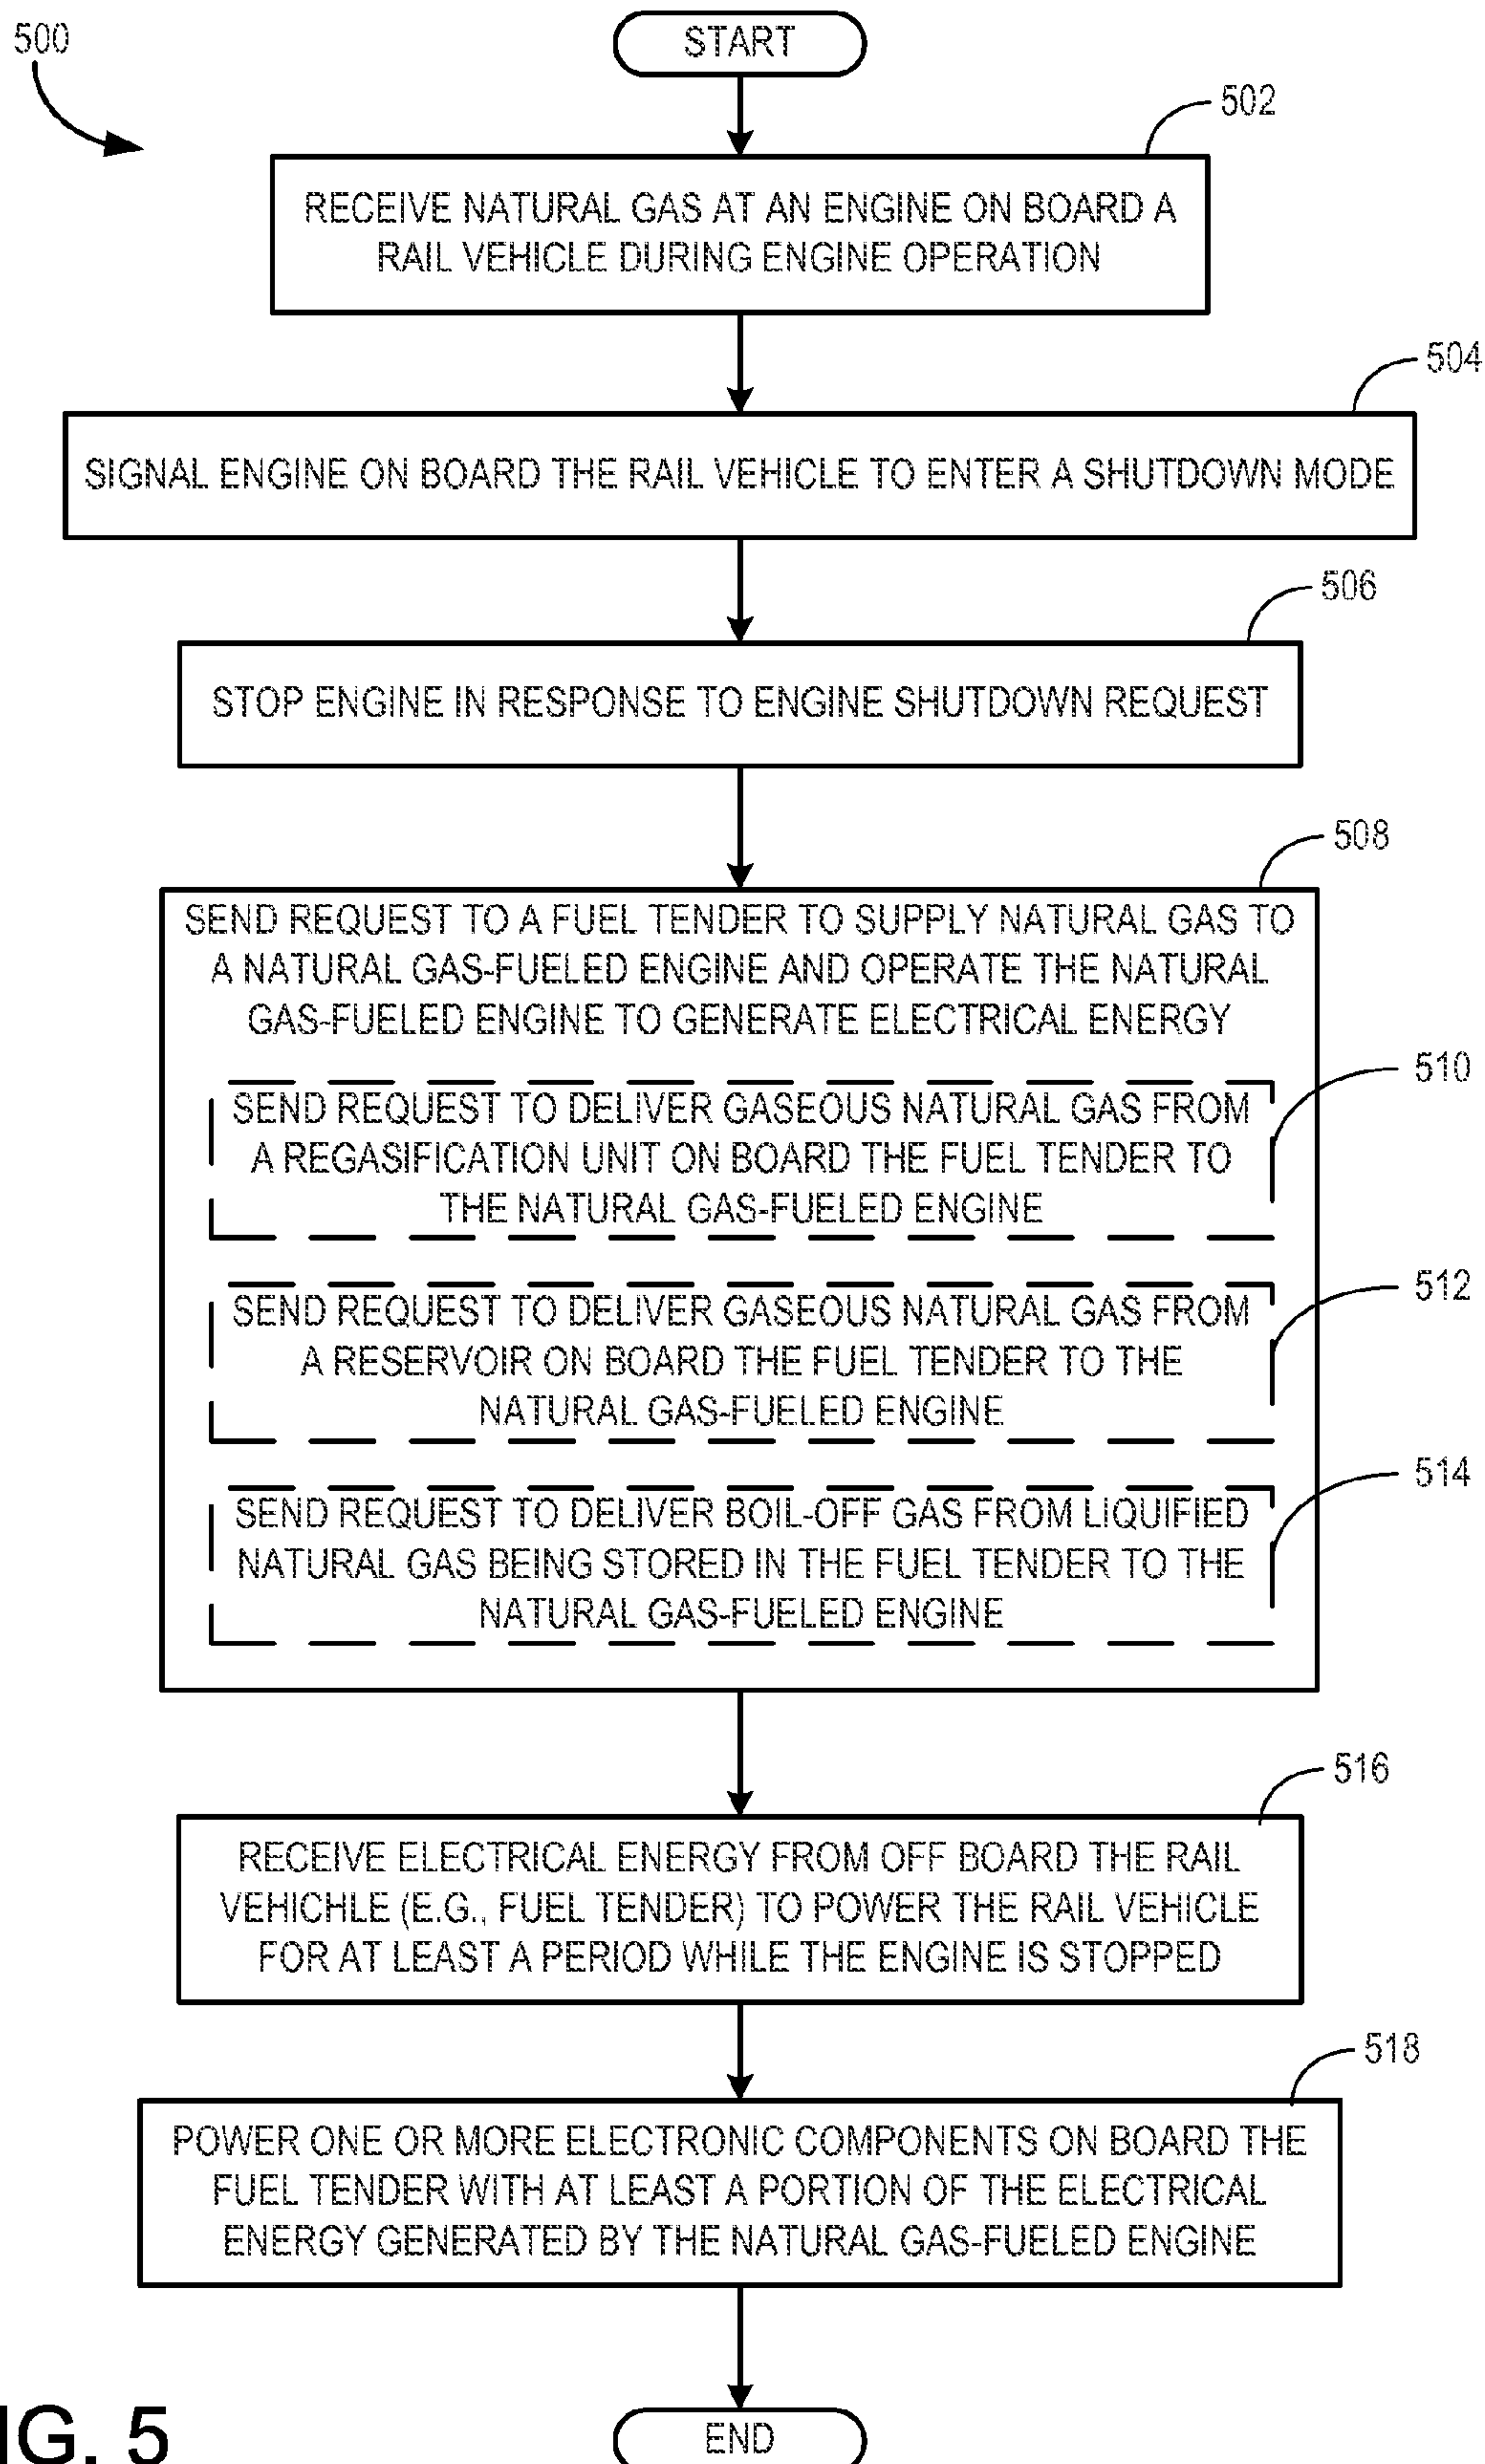 500
START
502
RECEIVE NATURAL GAS AT AN ENGINE ON BOARD A
RAIL VEHICLE DURING ENGINE OPERATION
504
SIGNAL ENGINE ON BOARD THE RAIL VEHICLE TO ENTER A SHUTDOWN MODE
506
STOP ENGINE IN RESPONSE TO ENGINE SHUTDOWN REQUEST
508
SEND REQUEST TO A FUEL TENDER TO SUPPLY NATURAL GAS TO
A NATURAL GAS-FUELED ENGINE AND OPERATE THE NATURAL
GAS-FUELED ENGINE TO GENERATE ELECTRICAL ENERGY
510
SEND REQUEST TO DELIVER GASEOUS NATURAL GAS FROM
A REGASIFICATION UNIT ON BOARD THE FUEL TENDER TO
THE NATURAL GAS-FUELED ENGINE
512
SEND REQUEST TO DELIVER GASEOUS NATURAL GAS FROM
A RESERVOIR ON BOARD THE FUEL TENDER TO THE
NATURAL GAS-FUELED ENGINE
514
SEND REQUEST TO DELIVER BOIL-OFF GAS FROM LIQUIFIED
NATURAL GAS BEING STORED IN THE FUEL TENDER TO THE
NATURAL GAS-FUELED ENGINE
516
RECEIVE ELECTRICAL ENERGY FROM OFF BOARD THE RAIL
VEHICHLE (E.G., FUEL TENDER) TO POWER THE RAIL VEHICLE
FOR AT LEAST A PERIOD WHILE THE ENGINE IS STOPPED
518
POWER ONE OR MORE ELECTRONIC COMPONENTS ON BOARD THE
FUEL TENDER WITH AT LEAST A PORTION OF THE ELECTRICAL
ENERGY GENERATED BY THE NATURAL GAS-FUELED ENGINE
END
IG. 5